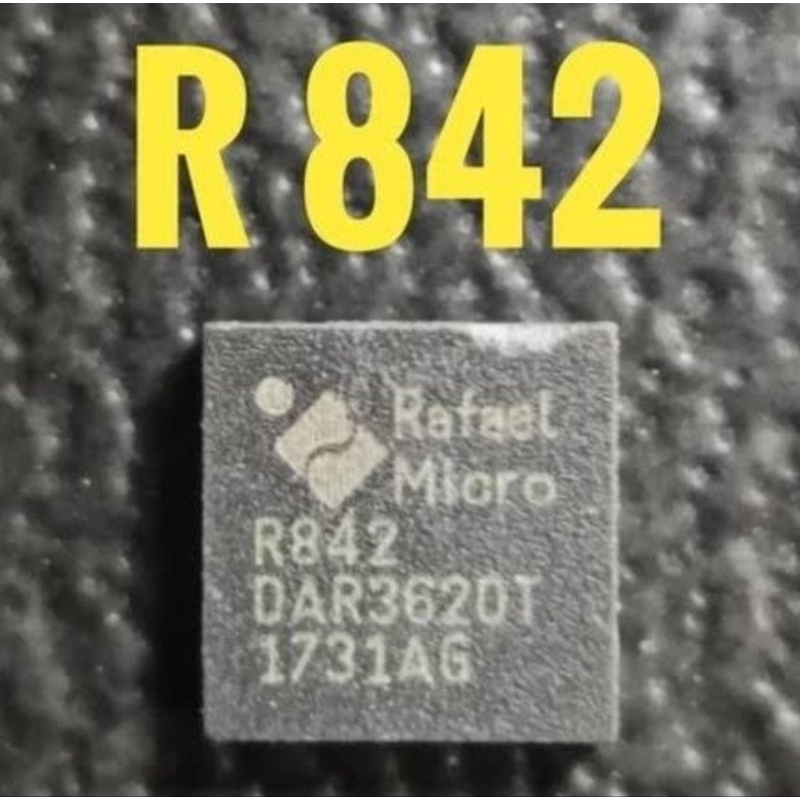 R 842
Rafael
Micro
R842
DAR3620T
1731AG